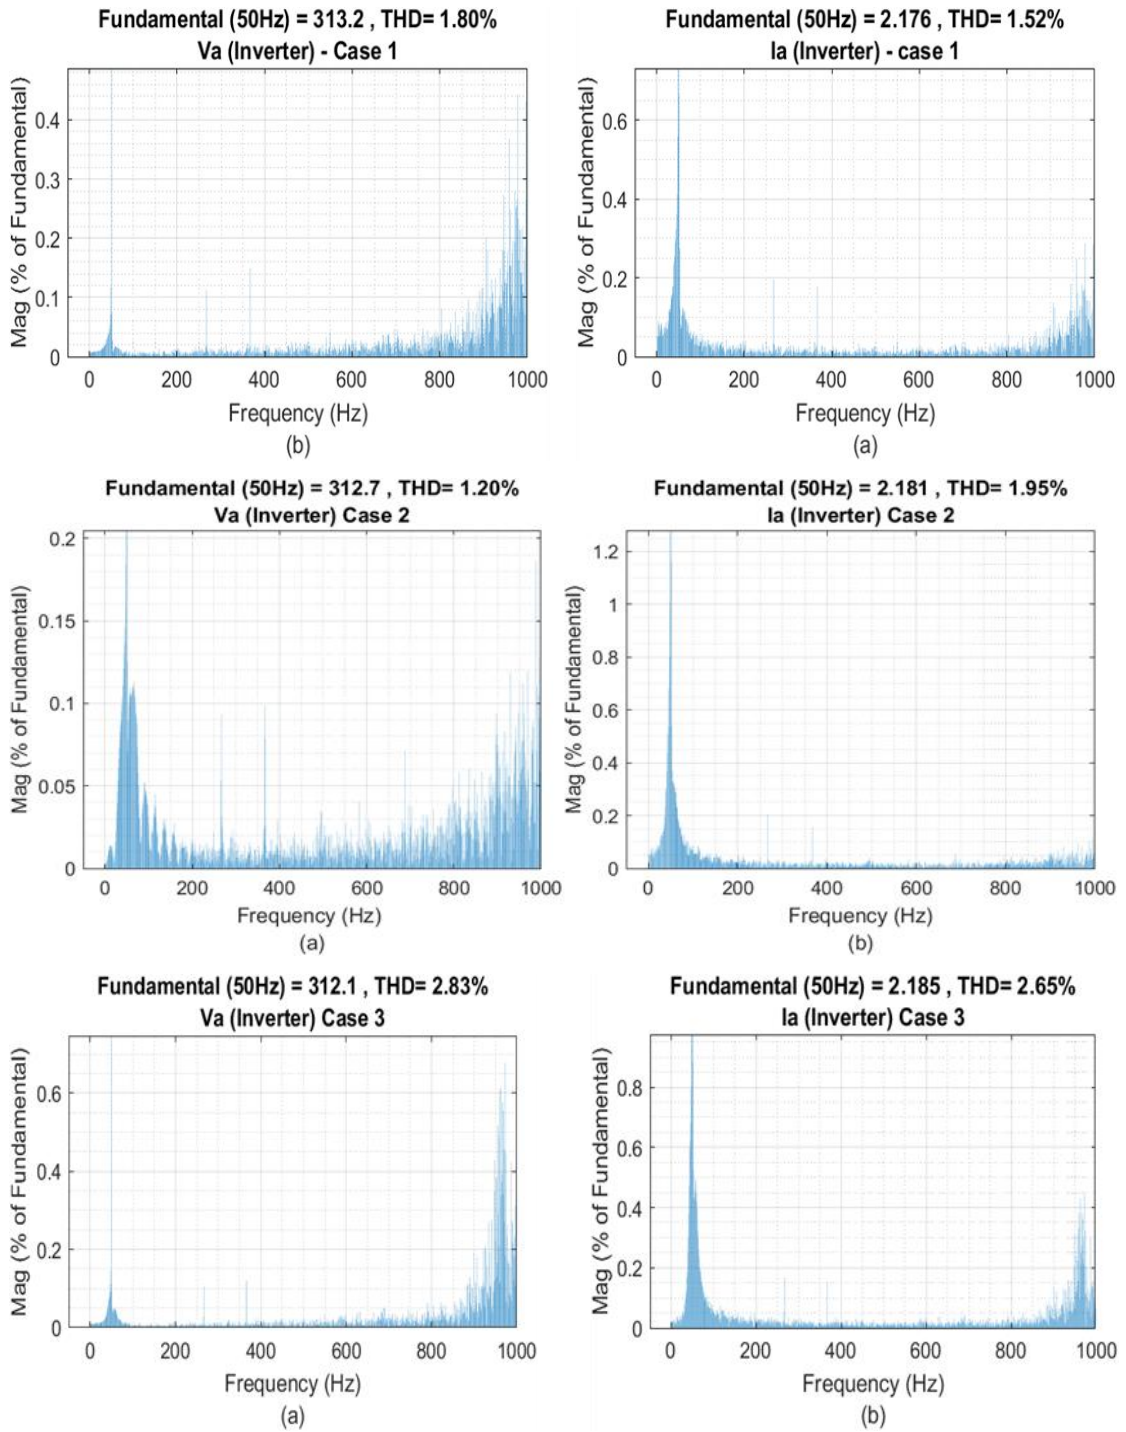 Fundamental (50Hz) = 313.2 , THD= 1.80%
Va (Inverter) - Case 1
Mag (% of Fundamental)
0.4
0.3
0.2
0.1
0
0 200 400 600 800 1000
Frequency (Hz)
(b)
Fundamental (50Hz) = 2.176 , THD= 1.52%
Ia (Inverter) - case 1
Mag (% of Fundamental)
0.6
0.4
0.2
0
0 200 400 600 800 1000
Frequency (Hz)
(a)
Fundamental (50Hz) = 312.7 , THD= 1.20%
Va (Inverter) Case 2
Mag (% of Fundamental)
0.2
0.15
0.1
0.05
0
0 200 400 600 800 1000
Frequency (Hz)
(a)
Fundamental (50Hz) = 2.181 , THD= 1.95%
Ia (Inverter) Case 2
Mag (% of Fundamental)
1.2
1
0.8
0.6
0.4
0.2
0
0 200 400 600 800 1000
Frequency (Hz)
(b)
Fundamental (50Hz) = 312.1 , THD= 2.83%
Va (Inverter) Case 3
Mag (% of Fundamental)
0.6
0.4
0.2
0
0 200 400 600 800 1000
Frequency (Hz)
(a)
Fundamental (50Hz) = 2.185 , THD= 2.65%
Ia (Inverter) Case 3
Mag (% of Fundamental)
0.8
0.6
0.4
0.2
0
0 200 400 600 800 1000
Frequency (Hz)
(b)